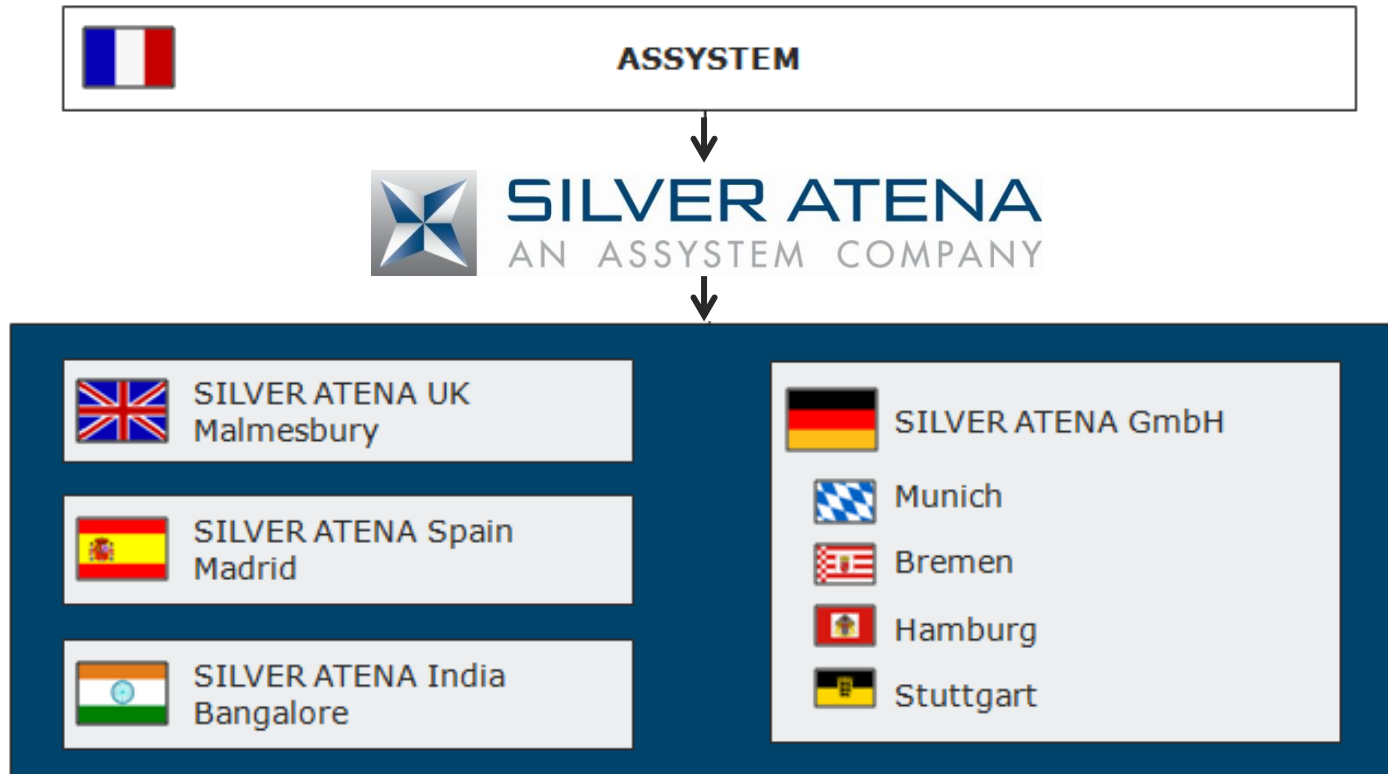 ASSYSTEM
SILVER ATENA
AN ASSYSTEM COMPANY
SILVER ATENA UK
Malmesbury
SILVER ATENA Spain
Madrid
SILVER ATENA India
Bangalore
SILVER ATENA GmbH
Munich
Bremen
Hamburg
Stuttgart